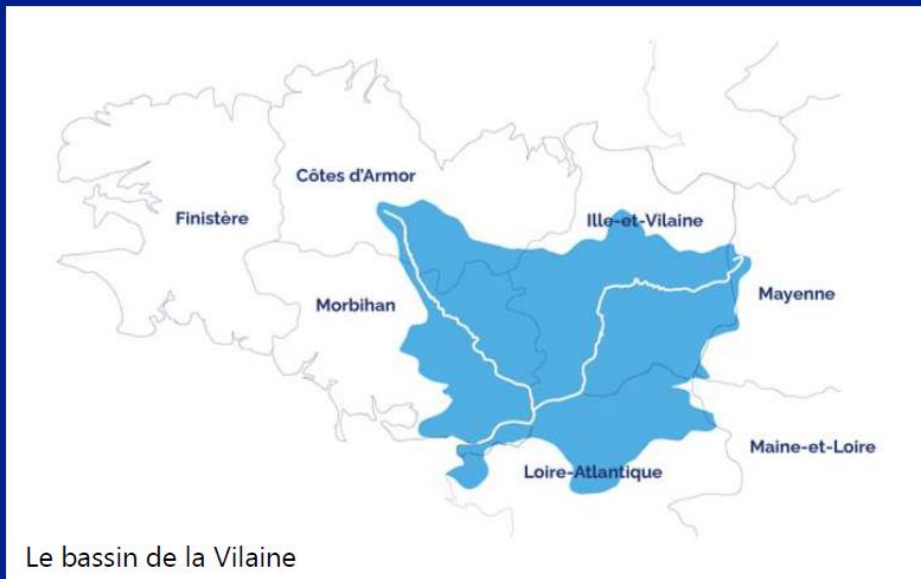 Côtes d'Armor
Finistère
Ille-et-Vilaine
Morbihan
Mayenne
Maine-et-Loire
Loire-Atlantique
Le bassin de la Vilaine